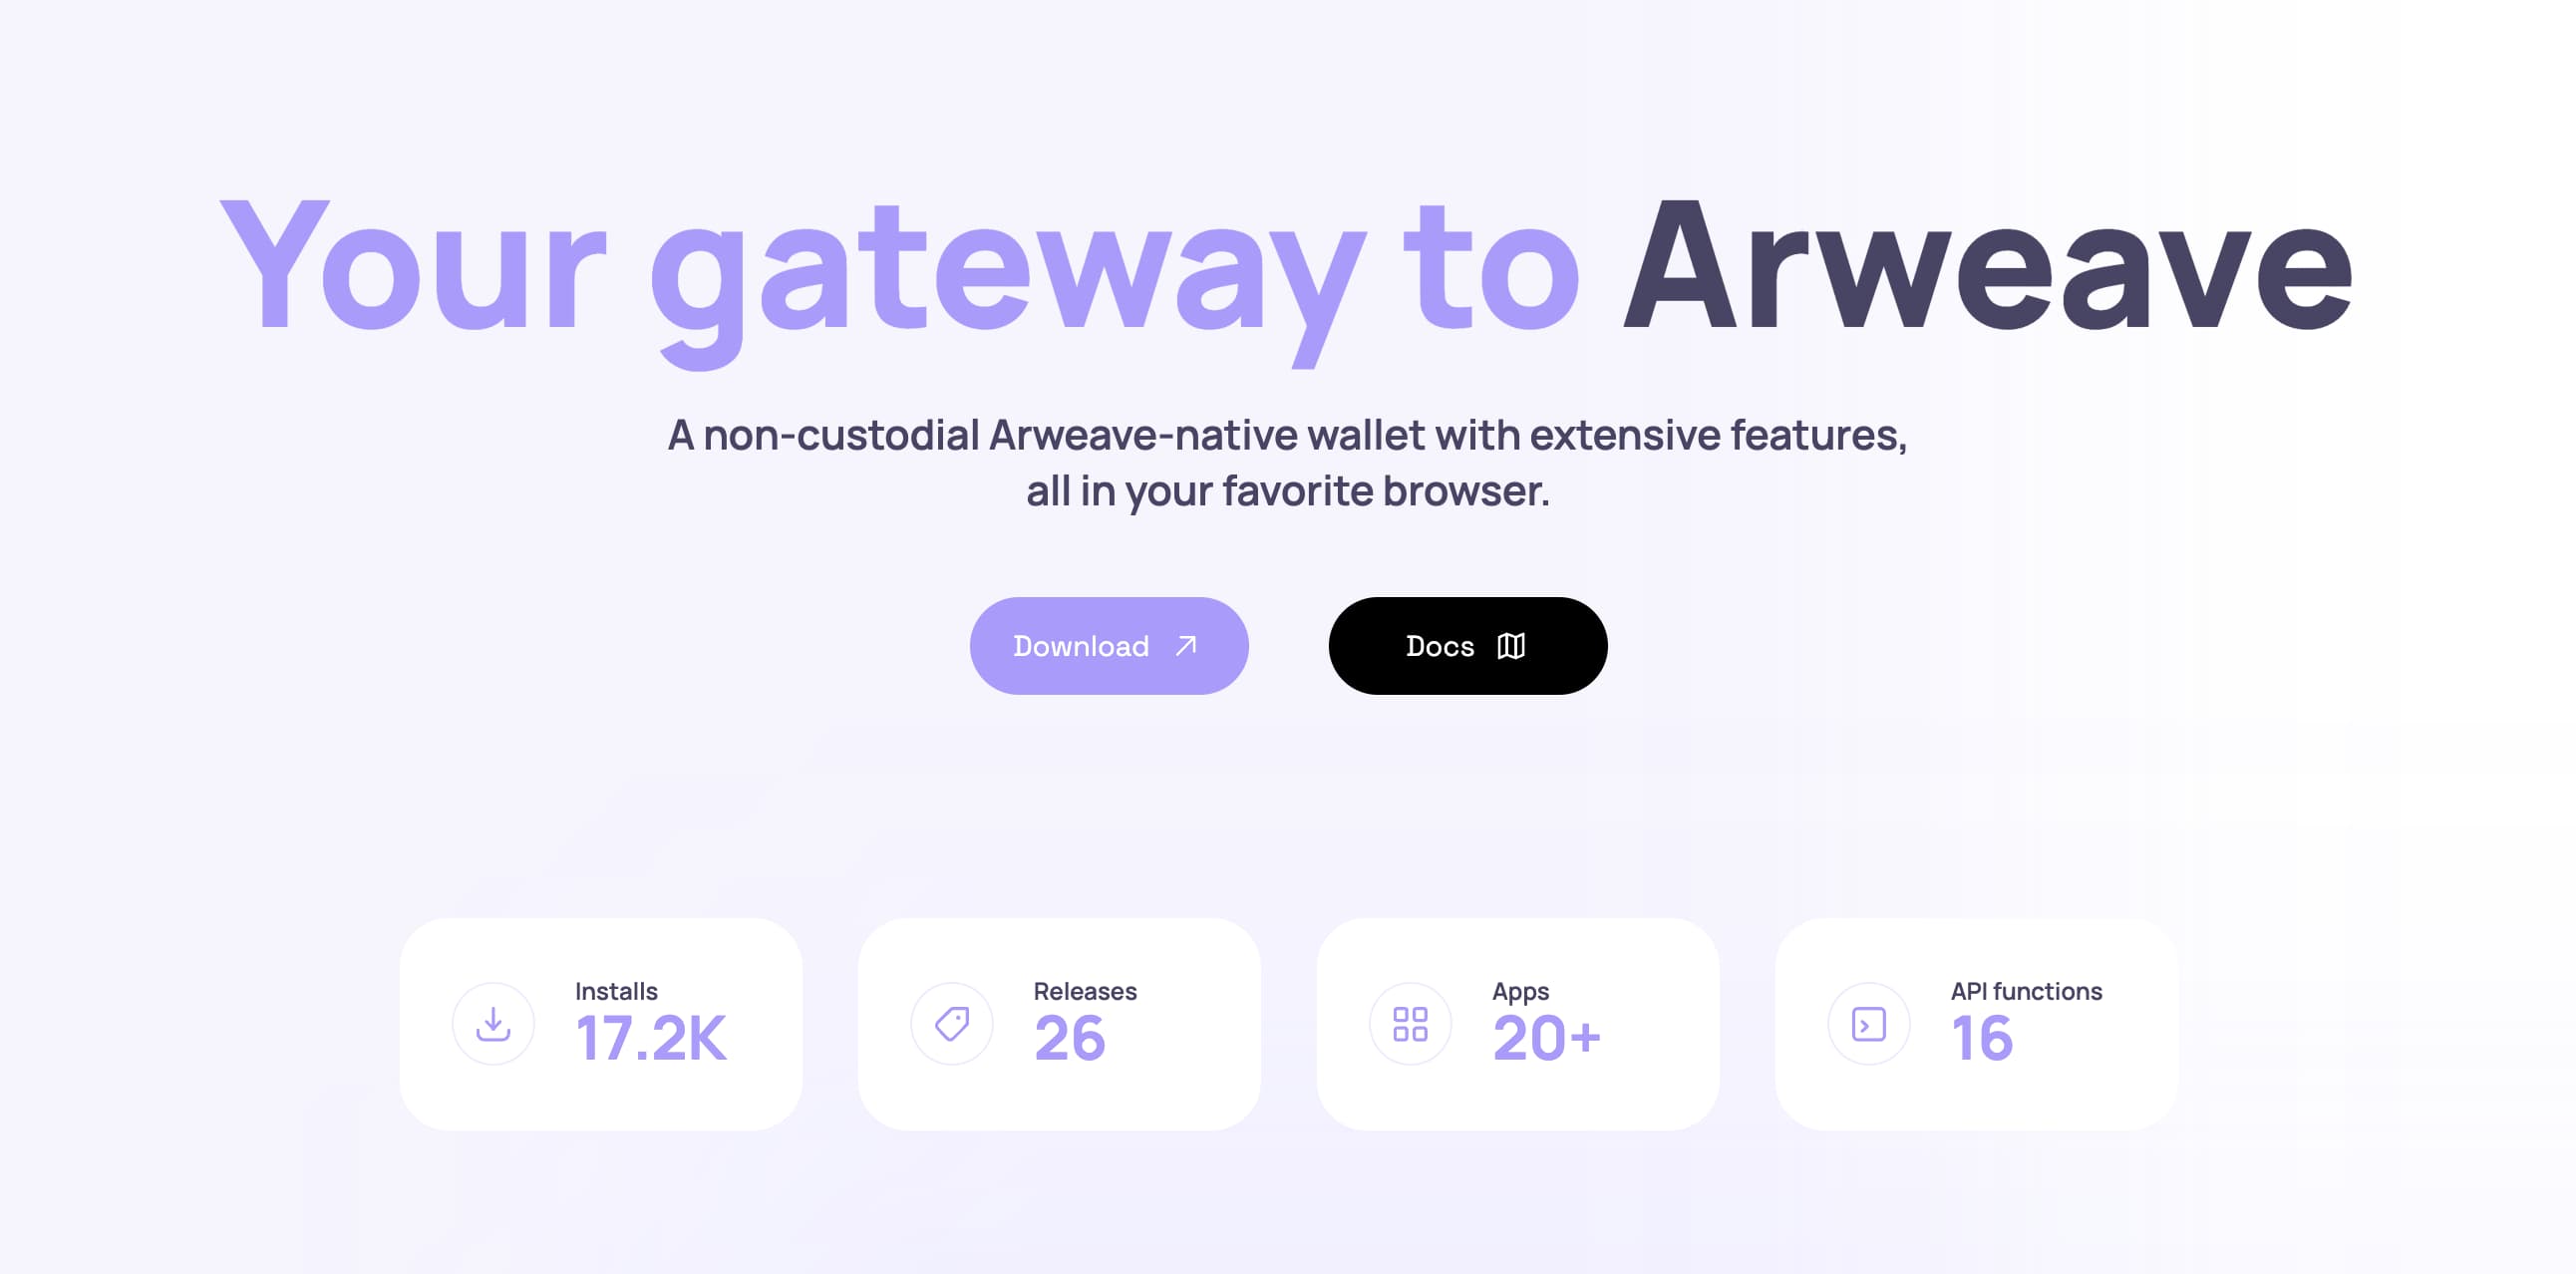 Your gateway to Arweave
A non-custodial Arweave-native wallet with extensive features,
all in your favorite browser.
Download
Docs
Installs
17.2K
Releases
26
Apps
20+
API functions
16